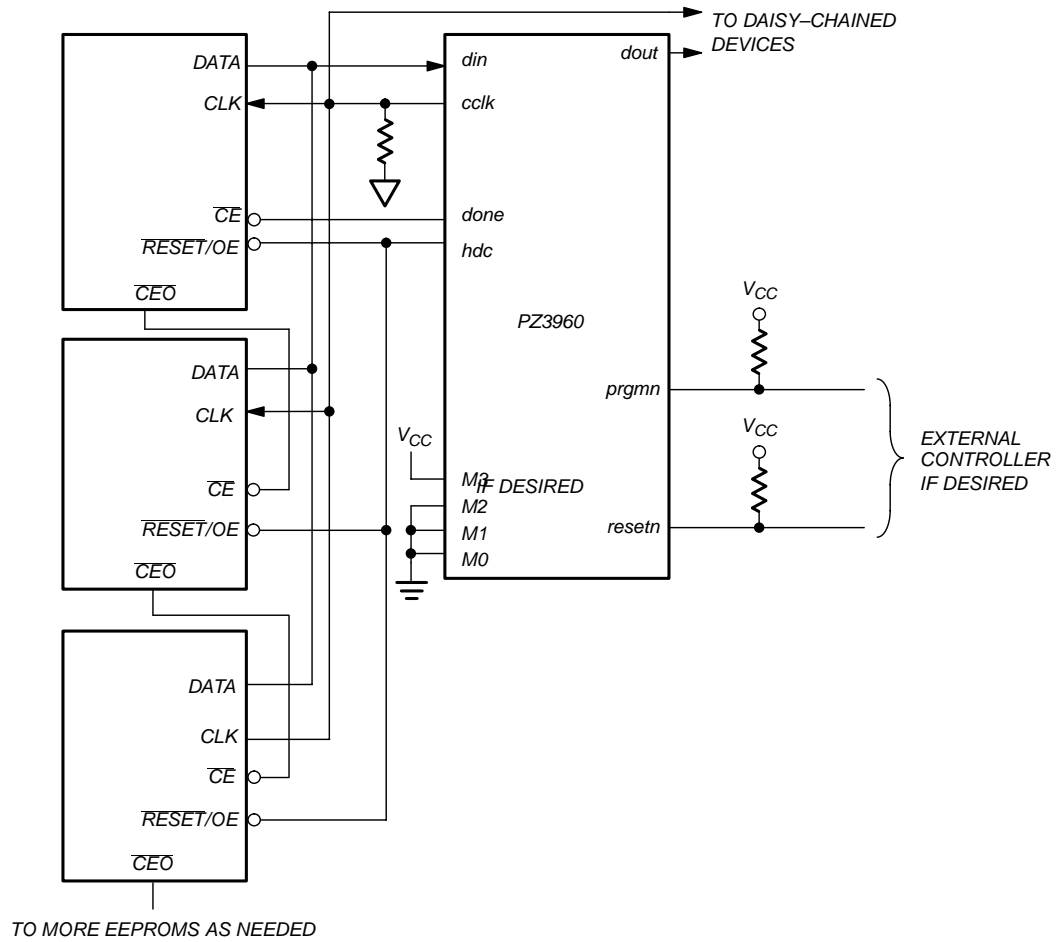 TO DAISY–CHAINED
DEVICES
DATA
CLK
CE
RESET/OE
CEO
DATA
CLK
CE
RESET/OE
CEO
DATA
CLK
CE
RESET/OE
CEO
TO MORE EEPROMS AS NEEDED
din
cclk
done
hdc
dout
PZ3960
prgmn
resetn
VCC
M3
IF DESIRED
M2
M1
M0
VCC
VCC
EXTERNAL
CONTROLLER
IF DESIRED